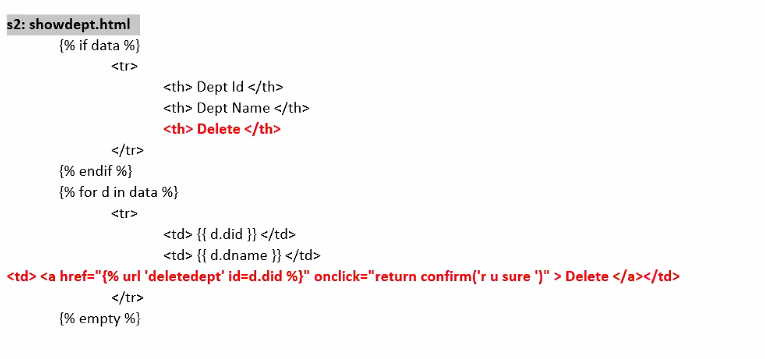 s2: showdept.html
{% if data %}
<tr>
<th> Dept Id </th>
<th> Dept Name </th>
<th> Delete </th>
</tr>
{% endif %}
{% for d in data %}
<tr>
<td> {{ d.did }} </td>
<td> {{ d.dname }} </td>
<td> <a href="{% url 'deletedept' id=d.did %}" onclick="return confirm('r u sure ')" > Delete </a></td>
</tr>
{% empty %}